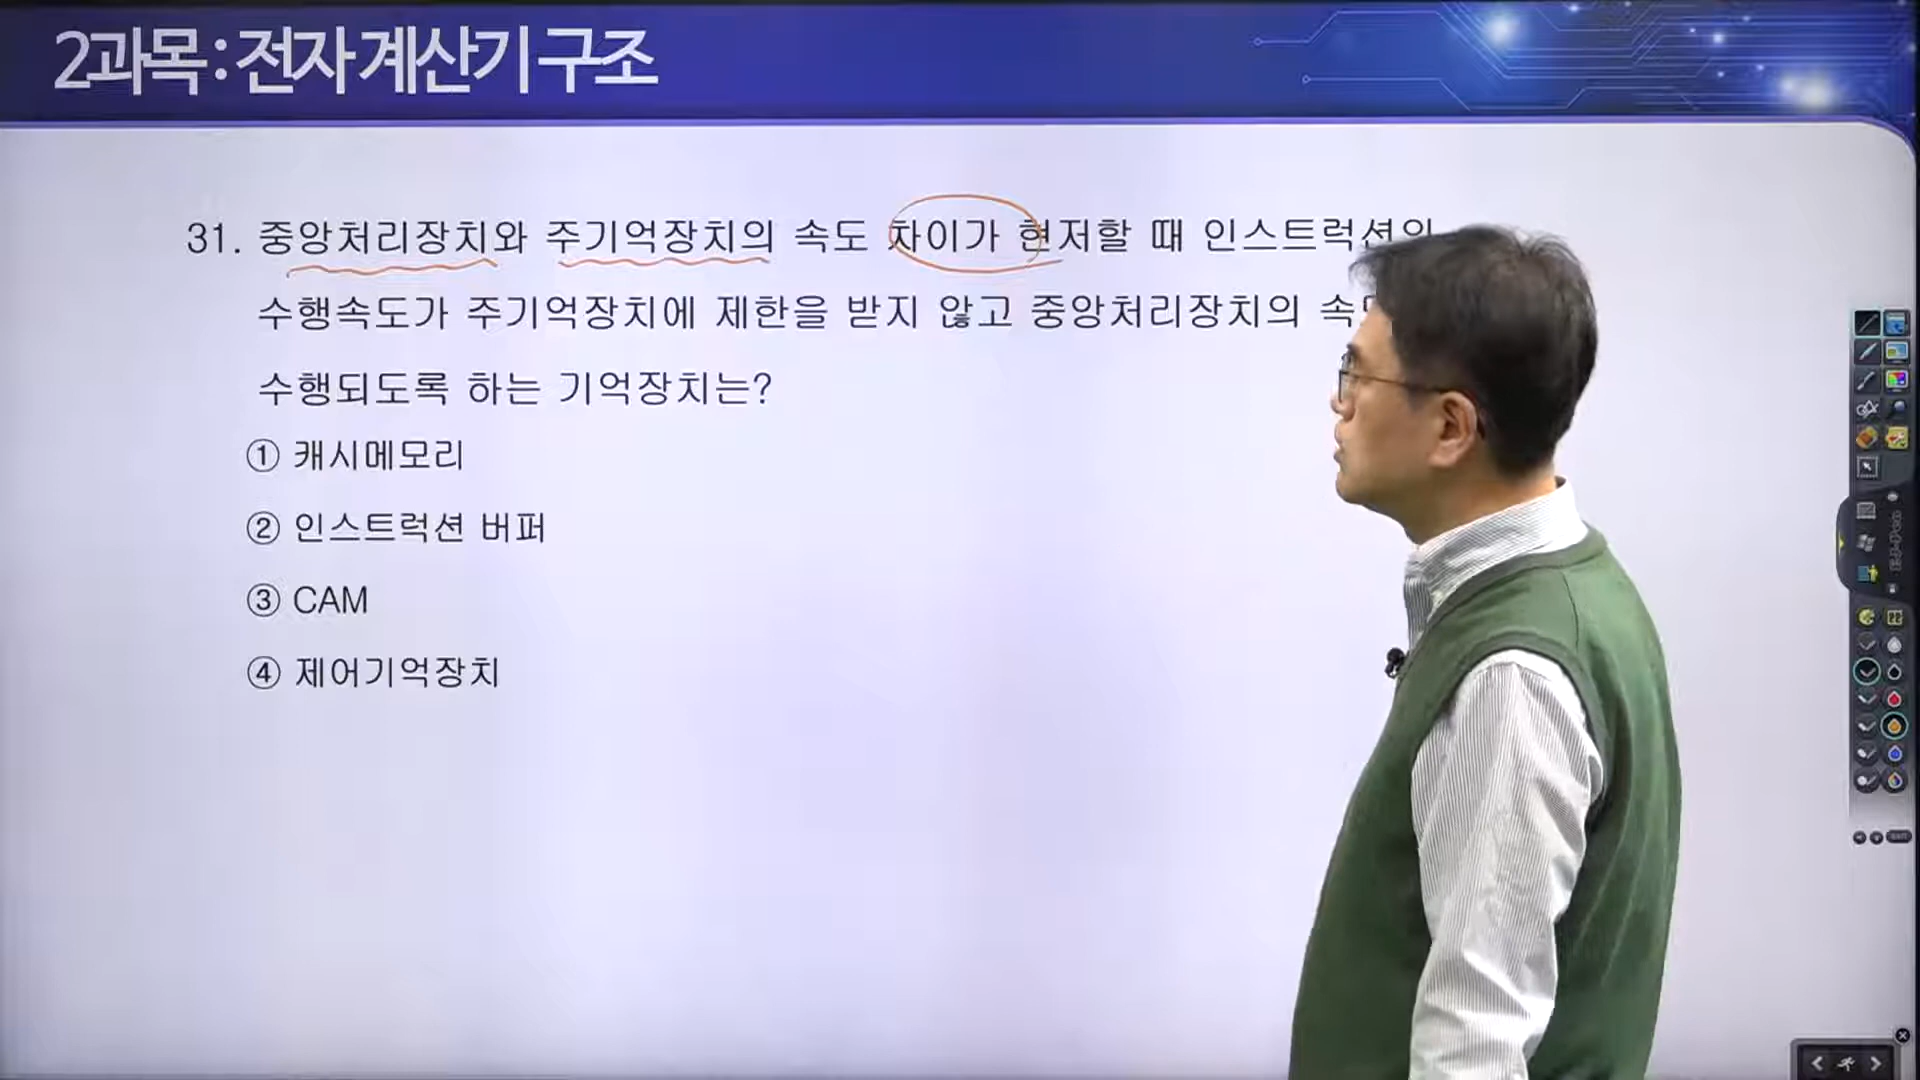 2과목 : 전자계산기 구조
31. 중앙처리장치와 주기억장치의 속도 차이가 현저할 때 인스트럭션의
수행속도가 주기억장치에 제한을 받지 않고 중앙처리장치의
수행되도록 하는 기억장치는?
① 캐시메모리
② 인스트럭션 버퍼
③ CAM
④ 제어기억장치